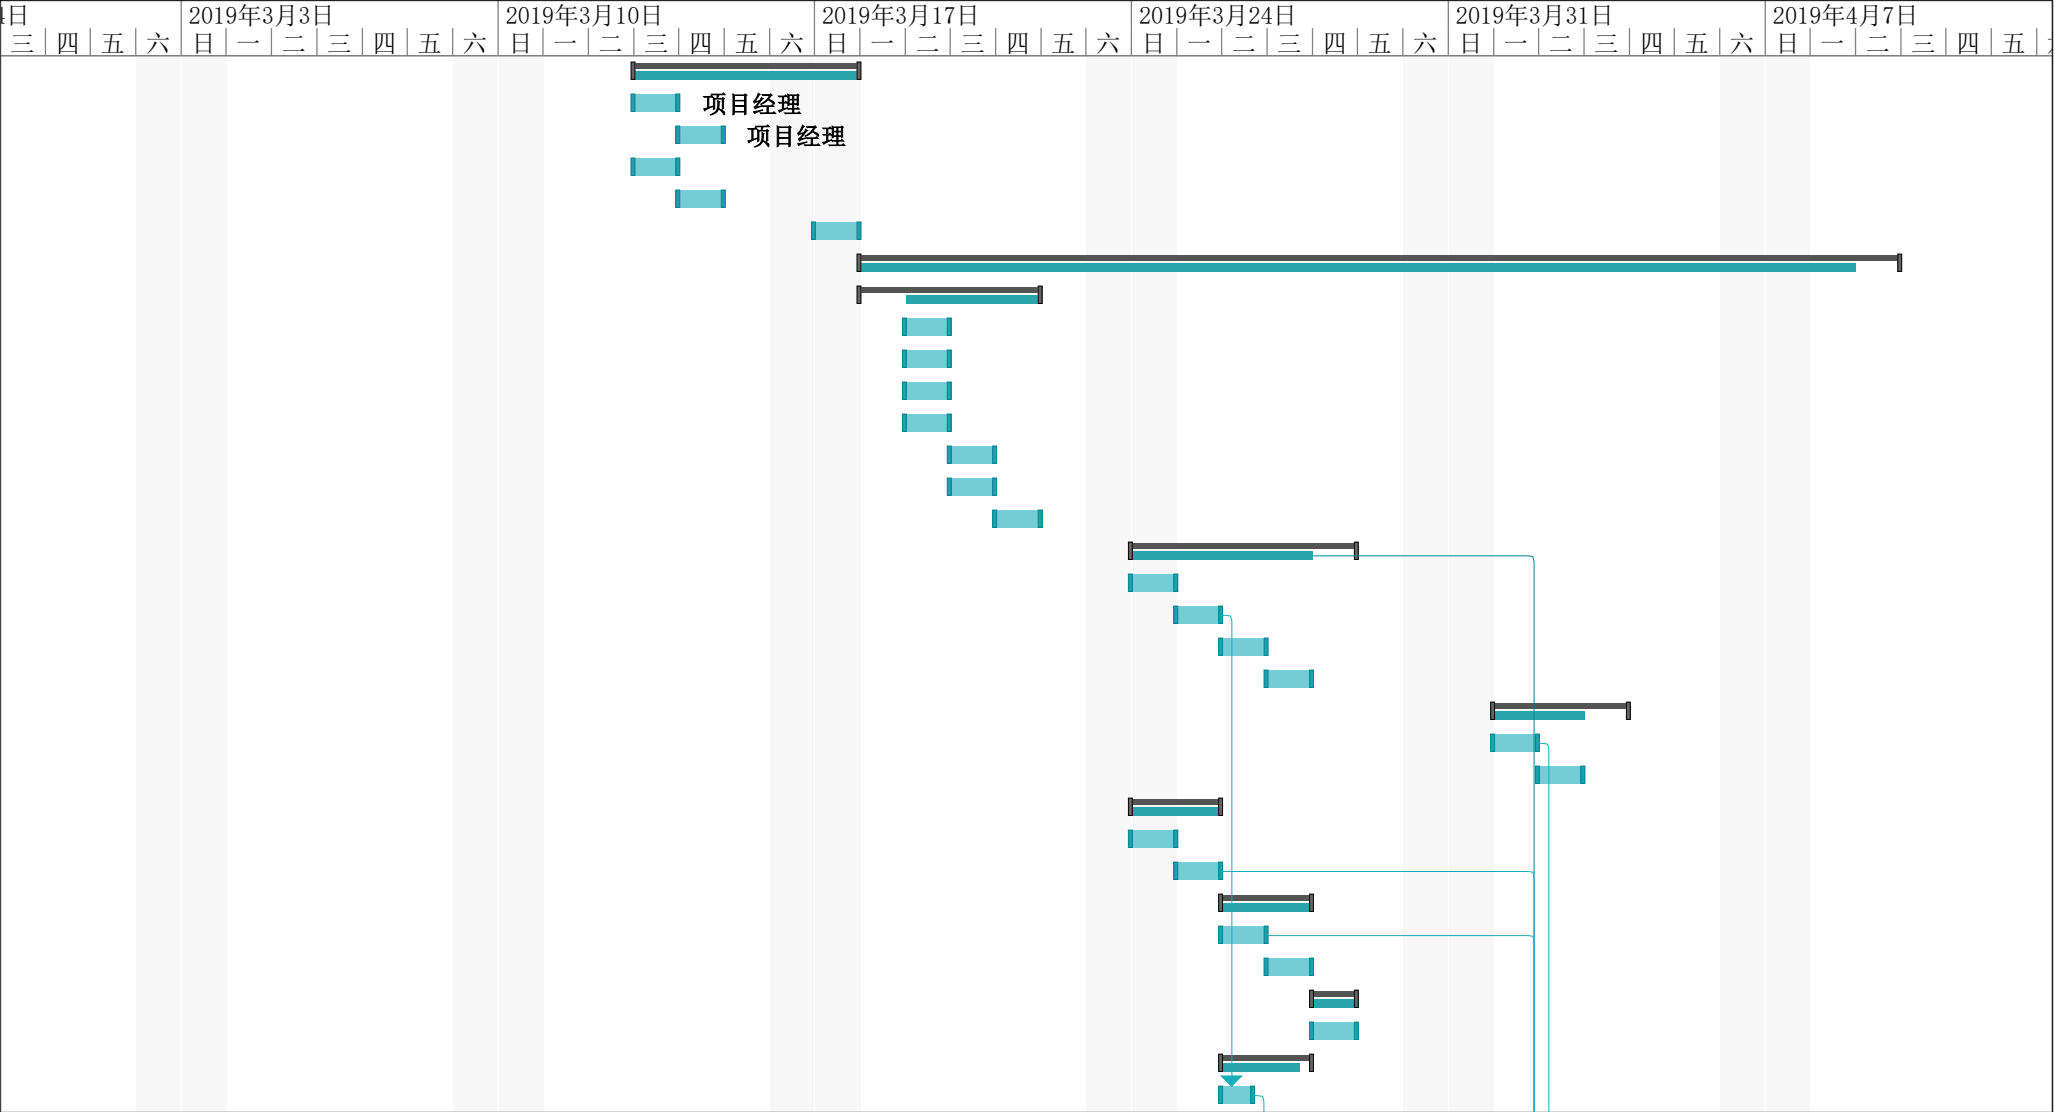 日 2019年3月3日 2019年3月10日 2019年3月17日 2019年3月24日 2019年3月31日 2019年4月7日
三 四 五 六 日 一 二 三 四 五 六 日 一 二 三 四 五 六 日 一 二 三 四 五 六 日 一 二 三 四 五 六 日 一 二 三 四 五 六 日 一 二 三 四 五
项目经理
项目经理